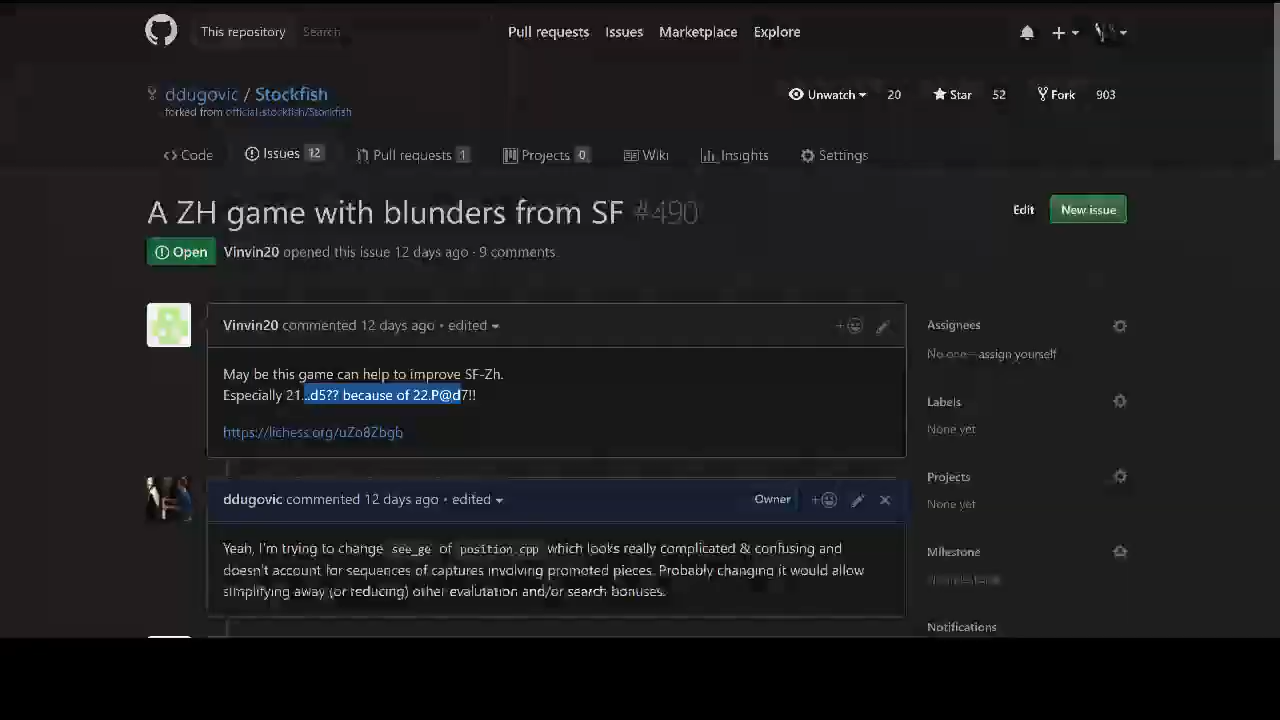 This repository Search Pull requests Issues Marketplace Explore
ddugovic / Stockfish
Unwatch 20 Star 52 Fork 903
forked from official-stockfish/Stockfish
Code Issues 12 Pull requests 1 Projects 0 Wiki Insights Settings
A ZH game with blunders from SF #490
Edit New issue
Open Vinvin20 opened this issue 12 days ago · 9 comments
Vinvin20 commented 12 days ago • edited
Assignees
No one—assign yourself
May be this game can help to improve SF-Zh.
Especially 21...d5?? because of 22.P@d7!!
Labels
None yet
https://lichess.org/uZo8Zbgb
Projects
None yet
ddugovic commented 12 days ago • edited Owner
Yeah, I'm trying to change see_ge of position.cpp which looks really complicated & confusing and
doesn't account for sequences of captures involving promoted pieces. Probably changing it would allow
simplifying away (or reducing) other evalutation and/or search bonuses.
Milestone
Notifications